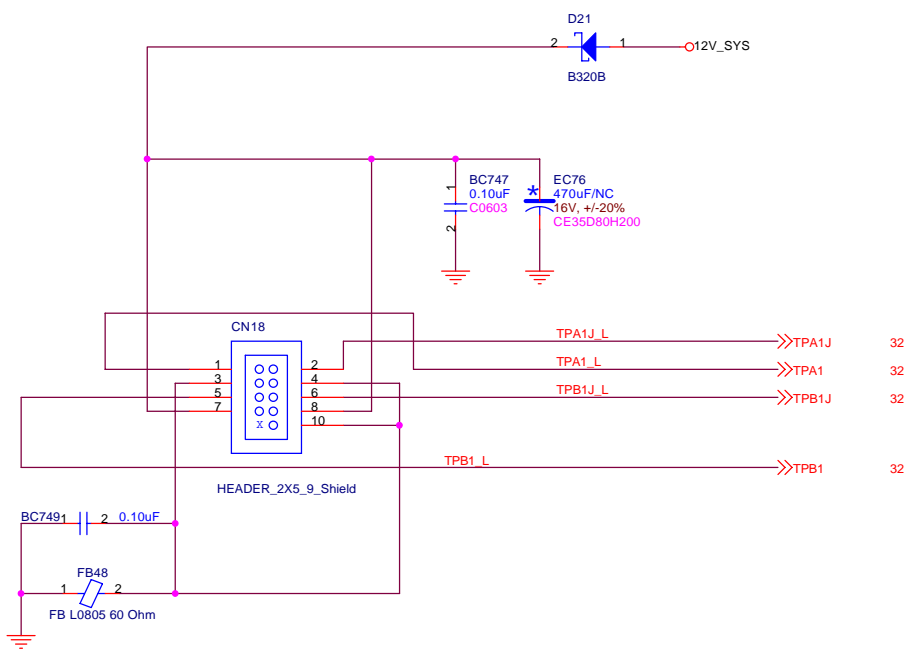 D21
2
1
12V_SYS
B320B
1
BC747
0.10uF
C0603
2
*
EC76
470uF/NC
16V, +/-20%
CE35D80H200
CN18
TPA1J_L
TPA1J
32
1
2
TPA1_L
TPA1
32
3
4
5
6
TPB1J_L
TPB1J
32
7
8
X
10
TPB1_L
TPB1
32
HEADER_2X5_9_Shield
BC749
1
2
0.10uF
FB48
1
2
FB L0805 60 Ohm